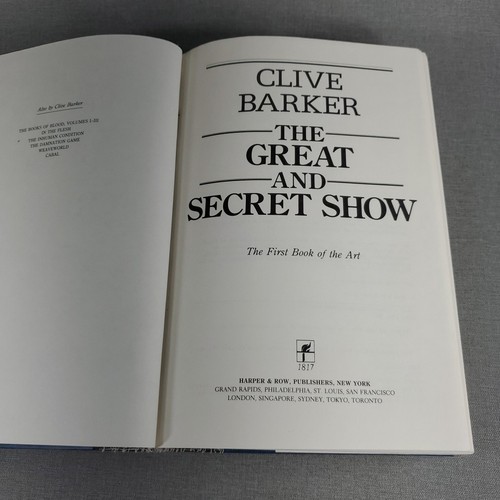 Also by Clive Barker
THE BOOKS OF BLOOD, VOLUMES I-III
IN THE FLESH
THE INHUMAN CONDITION
THE DAMNATION GAME
WEAVEWORLD
CABAL
CLIVE
BARKER
THE
GREAT
AND
SECRET SHOW
The First Book of the Art
1817
HARPER & ROW, PUBLISHERS, NEW YORK
GRAND RAPIDS, PHILADELPHIA, ST. LOUIS, SAN FRANCISCO
LONDON, SINGAPORE, SYDNEY, TOKYO, TORONTO